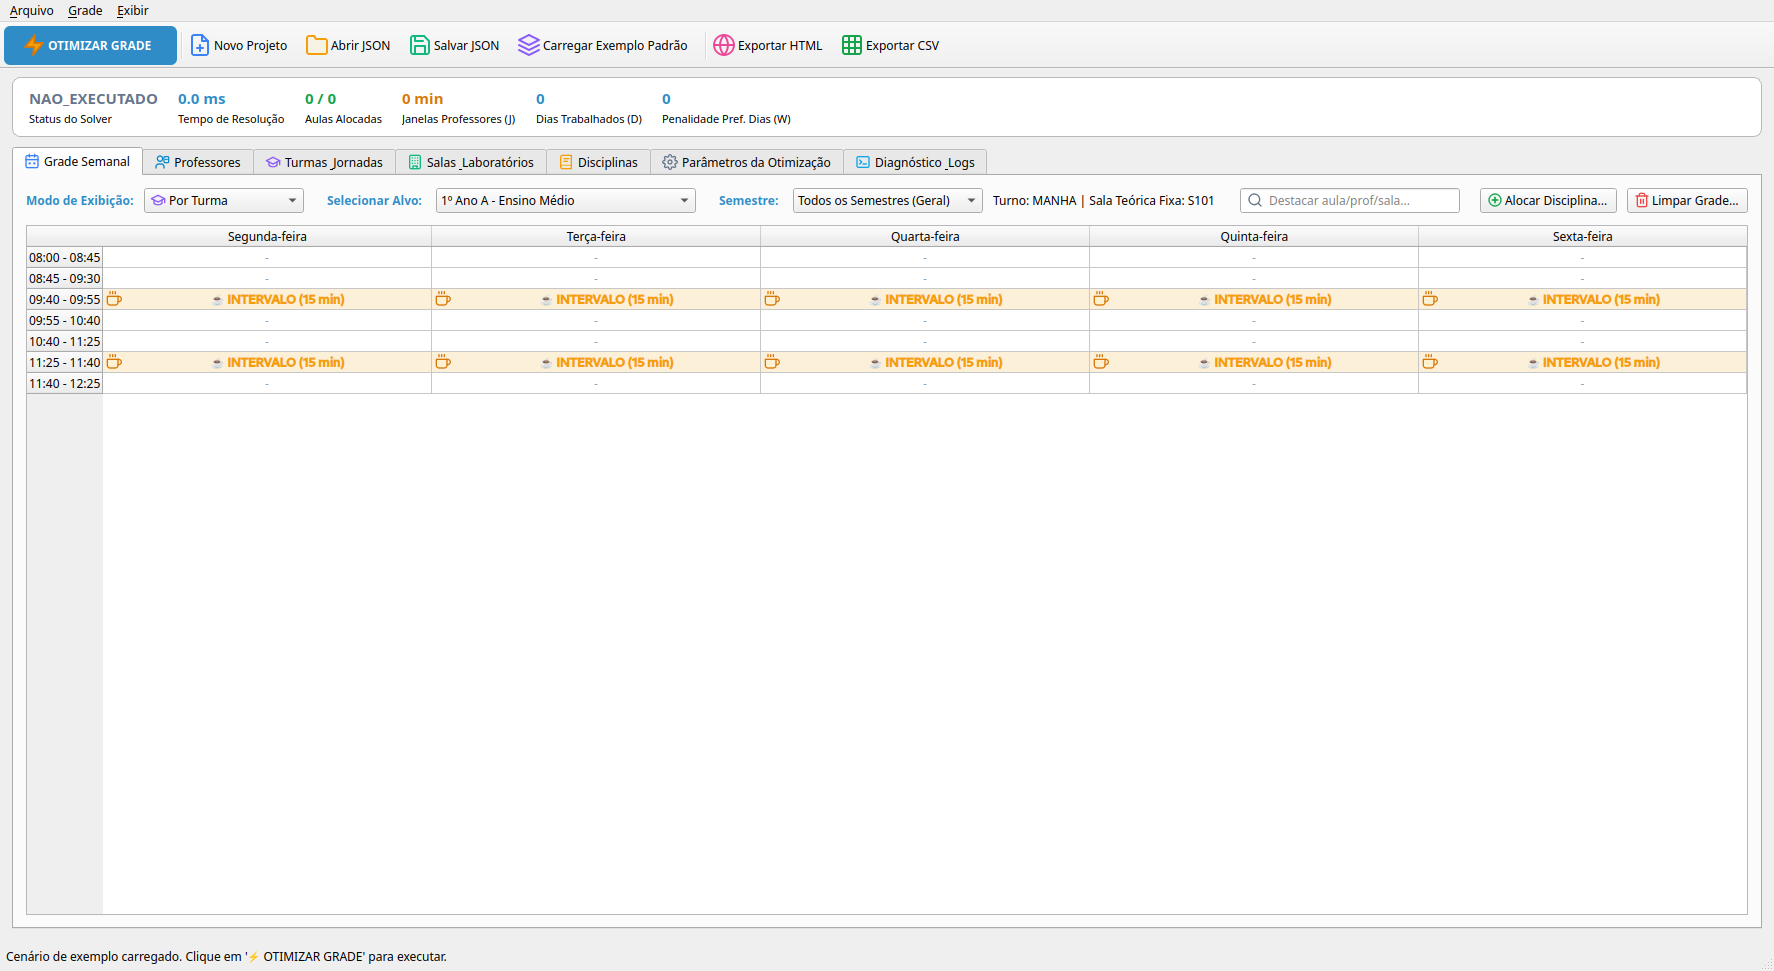 Arquivo Grade Exibir
OTIMIZAR GRADE Novo Projeto Abrir JSON Salvar JSON Carregar Exemplo Padrão Exportar HTML Exportar CSV
NAO_EXECUTADO 0.0 ms 0 / 0 0 min 0 0
Status do Solver Tempo de Resolução Aulas Alocadas Janelas Professores (J) Dias Trabalhados (D) Penalidade Pref. Dias (W)
Grade Semanal Professores Turmas_Jornadas Salas_Laboratórios Disciplinas Parâmetros da Otimização Diagnóstico_Logs
Modo de Exibição: Por Turma Selecionar Alvo: 1º Ano A - Ensino Médio Semestre: Todos os Semestres (Geral) Turno: MANHA | Sala Teórica Fixa: S101 Destacar aula/prof/sala... Alocar Disciplina... Limpar Grade...
Segunda-feira Terça-feira Quarta-feira Quinta-feira Sexta-feira
08:00 - 08:45 - - - - -
08:45 - 09:30 - - - - -
09:40 - 09:55 ☕ INTERVALO (15 min) ☕ INTERVALO (15 min) ☕ INTERVALO (15 min) ☕ INTERVALO (15 min) ☕ INTERVALO (15 min)
09:55 - 10:40 - - - - -
10:40 - 11:25 - - - - -
11:25 - 11:40 ☕ INTERVALO (15 min) ☕ INTERVALO (15 min) ☕ INTERVALO (15 min) ☕ INTERVALO (15 min) ☕ INTERVALO (15 min)
11:40 - 12:25 - - - - -
Cenário de exemplo carregado. Clique em '⚡ OTIMIZAR GRADE' para executar.